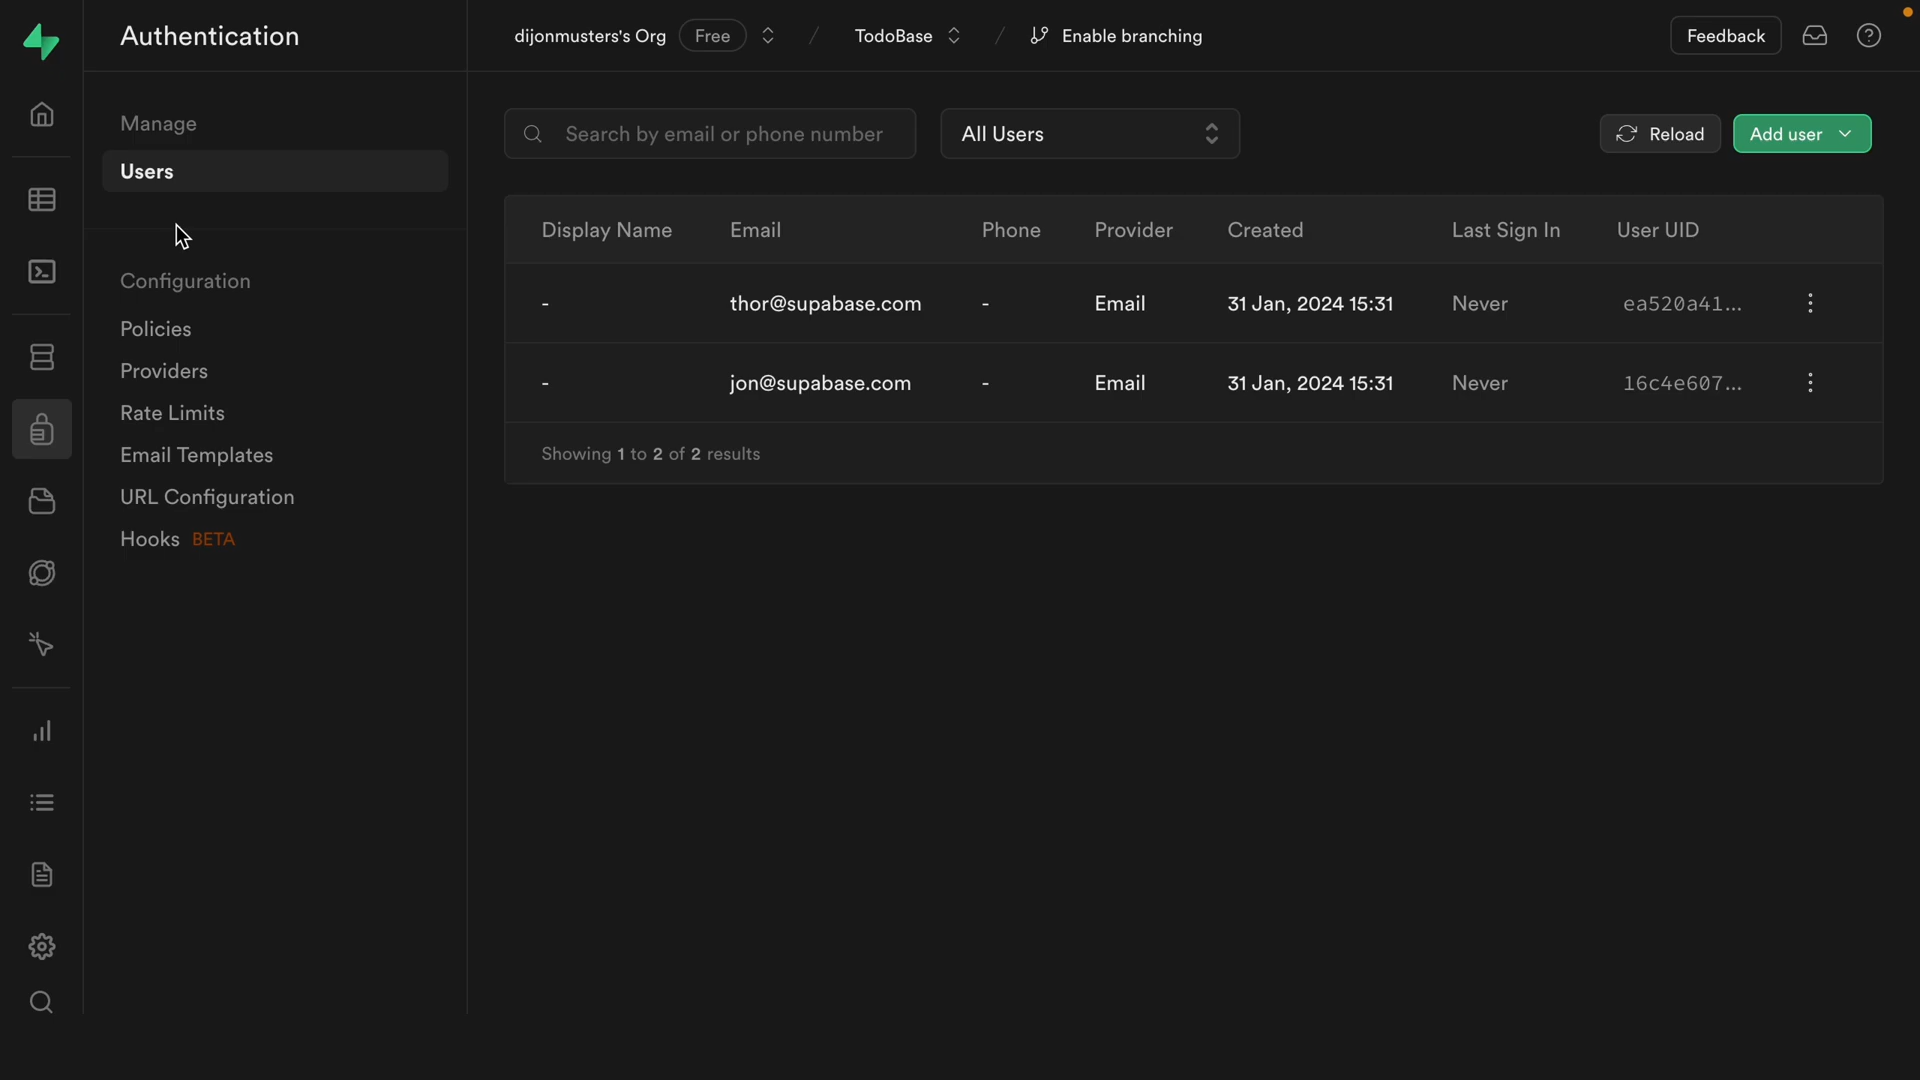 Authentication
dijonmusters's Org Free / TodoBase / Enable branching
Feedback
Manage
Users
Configuration
Policies
Providers
Rate Limits
Email Templates
URL Configuration
Hooks BETA
Search by email or phone number
All Users
Reload
Add user
Display Name Email Phone Provider Created Last Sign In User UID
- thor@supabase.com - Email 31 Jan, 2024 15:31 Never ea520a41...
- jon@supabase.com - Email 31 Jan, 2024 15:31 Never 16c4e607...
Showing 1 to 2 of 2 results